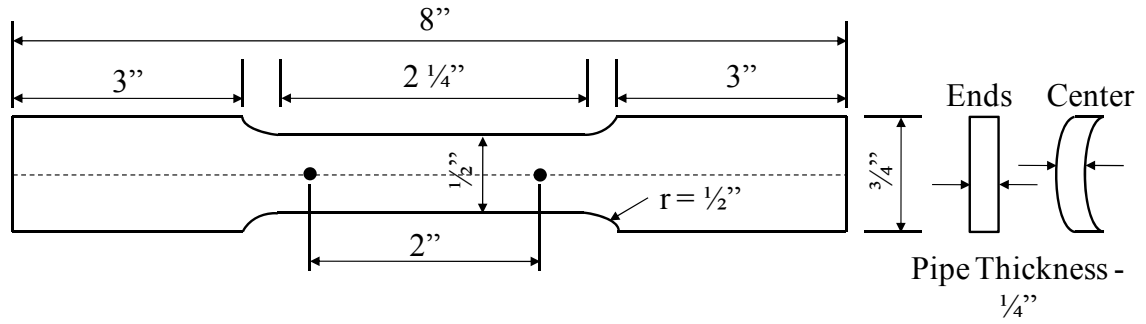 8”
3”
2 ¼”
3”
Ends
Center
½”
¾”
r = ½”
2”
Pipe Thickness -
¼”